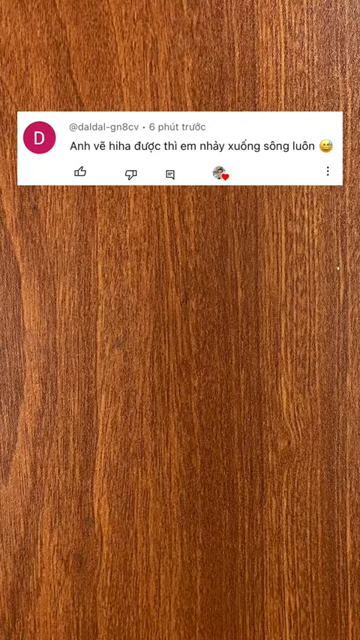 D
@daldal-gn8cv • 6 phút trước
Anh vẽ hiha được thì em nhảy xuống sông luôn 😅